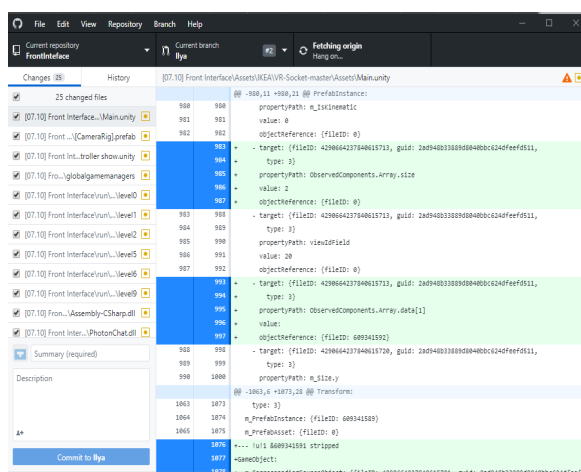 File Edit View Repository Branch Help
Current repository
FrontInteface
Current branch
Ilya
#2
Fetching origin
Hang on...
Changes 25
History
[07.10] Front Interface\Assets\IKEA\VR-Socket-master\Assets\Main.unity
25 changed files
[07.10] Front Interface...\Main.unity
[07.10] Front ...\[CameraRig].prefab
[07.10] Front Int...troller show.unity
[07.10] Fro...\globalgamemanagers
[07.10] Front Interface\run\...\level0
[07.10] Front Interface\run\...\level1
[07.10] Front Interface\run\...\level2
[07.10] Front Interface\run\...\level5
[07.10] Front Interface\run\...\level6
[07.10] Front Interface\run\...\level9
[07.10] Fron...\Assembly-CSharp.dll
[07.10] Front Inter...\PhotonChat.dll
Summary (required)
Description
Commit to Ilya
@@ -980,11 +980,21 @@ PrefabInstance:
980 980 propertyPath: m_IsKinematic
981 981 value: 0
982 982 objectReference: {fileID: 0}
983 + - target: {fileID: 4290664237840615713, guid: 2ad948b33889d8040bbc624dfeefd511,
984 + type: 3}
985 + propertyPath: ObservedComponents.Array.size
986 + value: 2
987 + objectReference: {fileID: 0}
983 988 - target: {fileID: 4290664237840615713, guid: 2ad948b33889d8040bbc624dfeefd511,
984 989 type: 3}
985 990 propertyPath: viewIdField
986 991 value: 20
987 992 objectReference: {fileID: 0}
993 + - target: {fileID: 4290664237840615713, guid: 2ad948b33889d8040bbc624dfeefd511,
994 + type: 3}
995 + propertyPath: ObservedComponents.Array.data[1]
996 + value:
997 + objectReference: {fileID: 609341592}
988 998 - target: {fileID: 4290664237840615720, guid: 2ad948b33889d8040bbc624dfeefd511,
989 999 type: 3}
990 1000 propertyPath: m_Size.y
@@ -1063,6 +1073,28 @@ Transform:
1063 1073 type: 3}
1064 1074 m_PrefabInstance: {fileID: 609341589}
1065 1075 m_PrefabAsset: {fileID: 0}
1076 +--- !u!1 &609341591 stripped
1077 +GameObject: